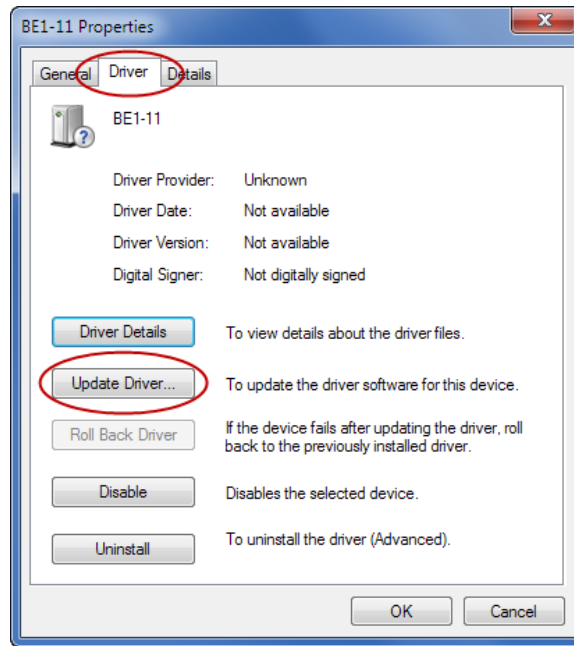 BE1-11 Properties
General Driver Details
BE1-11
Driver Provider: Unknown
Driver Date: Not available
Driver Version: Not available
Digital Signer: Not digitally signed
Driver Details To view details about the driver files.
Update Driver... To update the driver software for this device.
Roll Back Driver If the device fails after updating the driver, roll
back to the previously installed driver.
Disable Disables the selected device.
Uninstall To uninstall the driver (Advanced).
OK Cancel